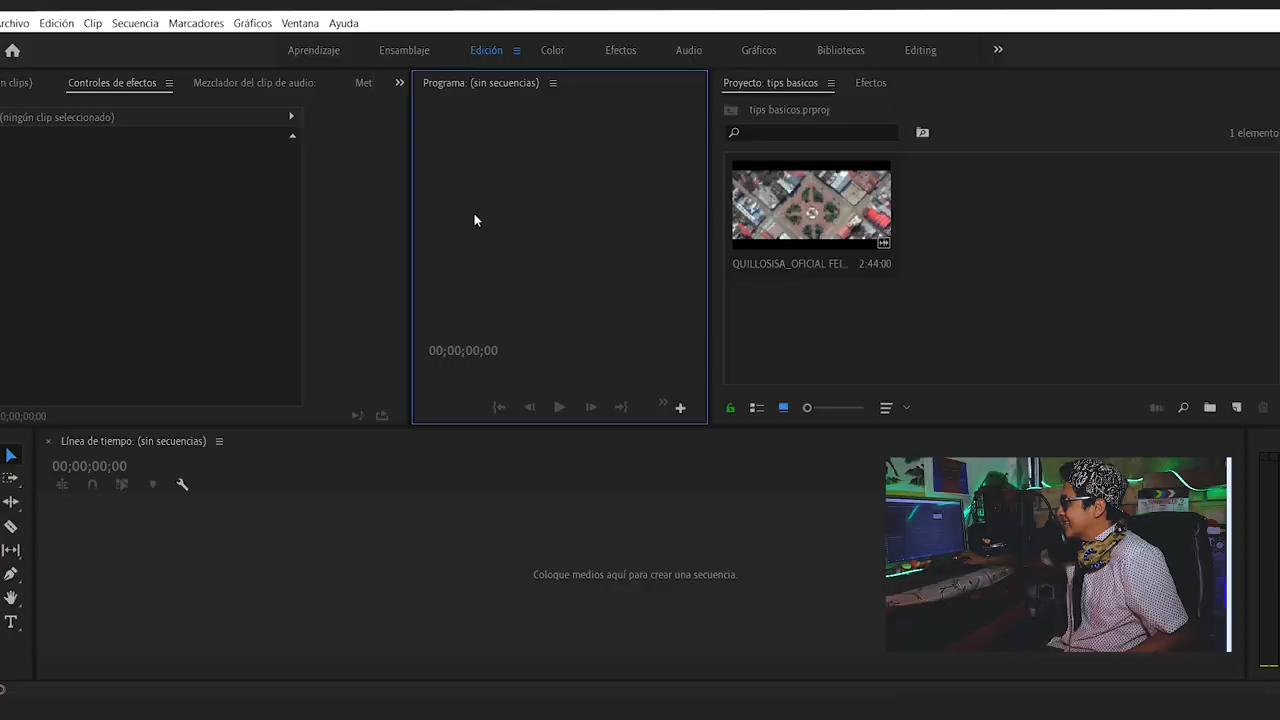 rchivo Edición Clip Secuencia Marcadores Gráficos Ventana Ayuda
Aprendizaje Ensamblaje Edición Color Efectos Audio Gráficos Bibliotecas Editing
n clips) Controles de efectos Mezclador del clip de audio: Met
Programa: (sin secuencias)
Proyecto: tips basicos Efectos
(ningún clip seleccionado)
tips basicos.prproj
1 elemento
QUILLOSISA_OFICIAL FEI... 2:44:00
00;00;00;00
0;00;00;00
Línea de tiempo: (sin secuencias)
00;00;00;00
Coloque medios aquí para crear una secuencia.
T